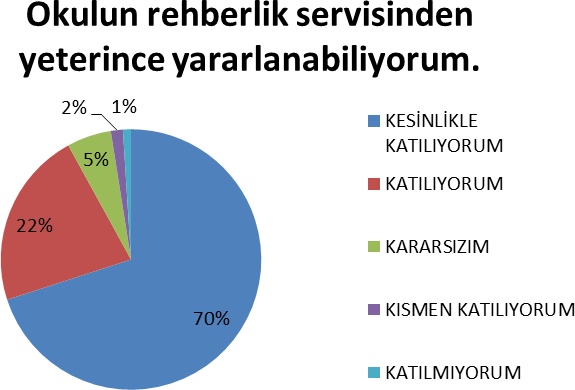 Okulun rehberlik servisinden
yeterince yararlanabiliyorum.
2%
1%
5%
22%
70%
KESİNLİKLE
KATILIYORUM
KATILIYORUM
KARARSIZIM
KISMEN KATILIYORUM
KATILMIYORUM